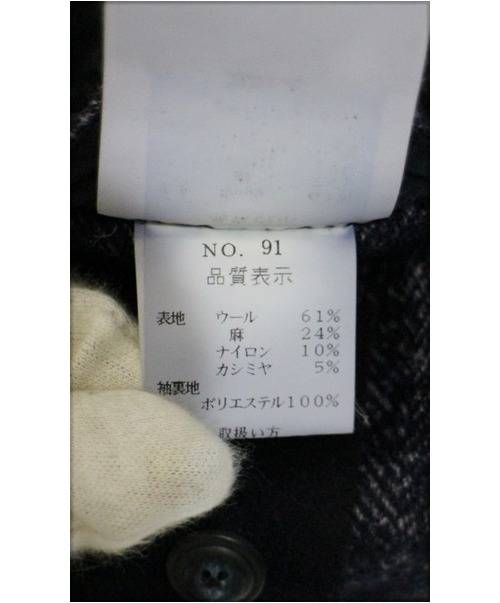 NO. 91
品質表示
表地 ウール 61%
麻 24%
ナイロン 10%
カシミヤ 5%
袖裏地
ポリエステル100%
取扱い方